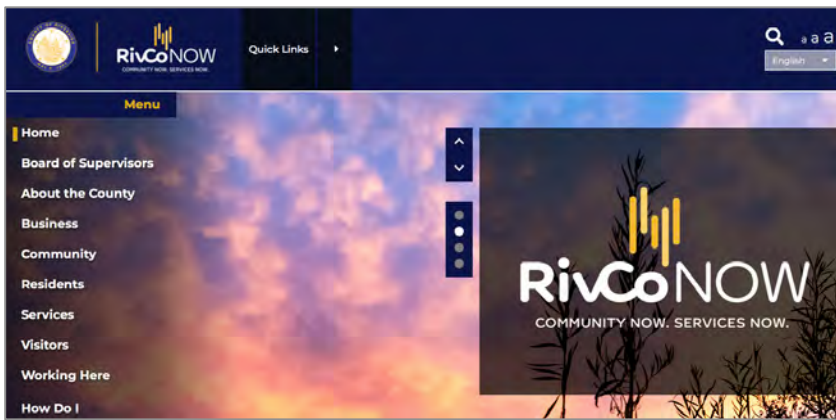 RivCoNOW
COMMUNITY NOW. SERVICES NOW.
Quick Links
a a a
English
Menu
Home
Board of Supervisors
About the County
Business
Community
Residents
Services
Visitors
Working Here
How Do I
RivCoNOW
COMMUNITY NOW. SERVICES NOW.